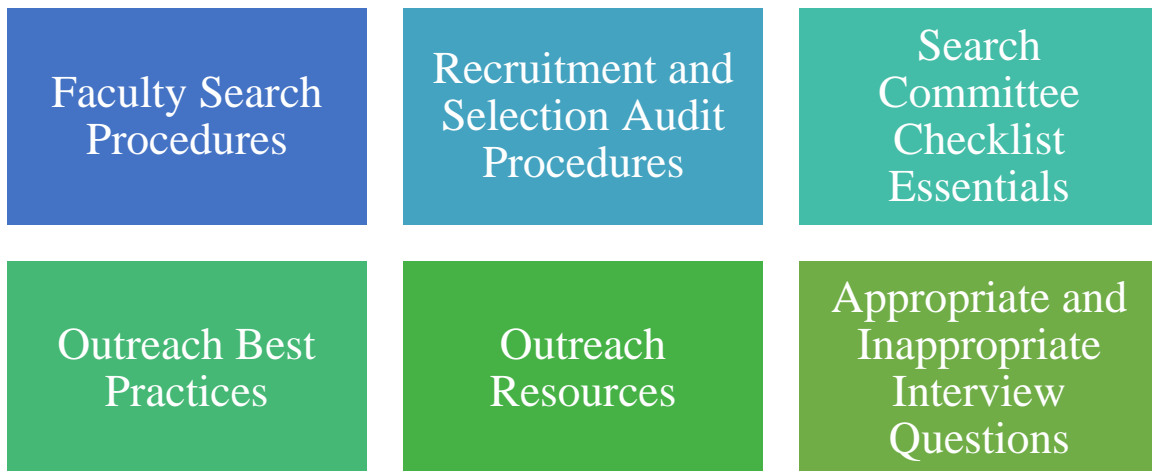 Faculty Search
Procedures
Recruitment and
Selection Audit
Procedures
Search
Committee
Checklist
Essentials
Outreach Best
Practices
Outreach
Resources
Appropriate and
Inappropriate
Interview
Questions